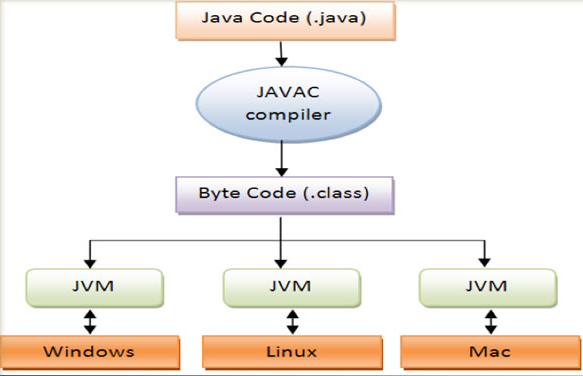 Java Code (.java)
JAVAC
compiler
Byte Code (.class)
JVM
JVM
JVM
Windows
Linux
Mac